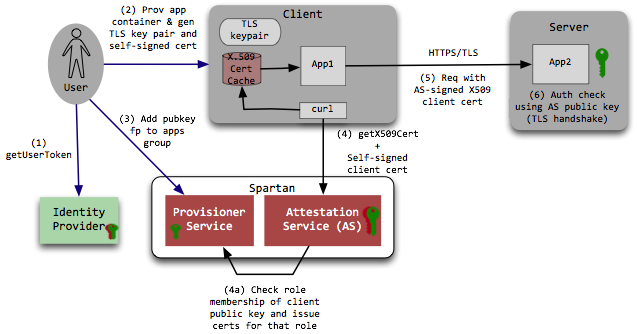 (2) Prov app
container & gen
TLS key pair and
self-signed cert
User
Client
TLS
keypair
X.509
Cert
Cache
App1
curl
HTTPS/TLS
(5) Req with
AS-signed X509
client cert
Server
App2
(6) Auth check
using AS public key
(TLS handshake)
(1)
getUserToken
(3) Add pubkey
fp to apps
group
(4) getX509Cert
+
Self-signed
client cert
Identity
Provider
Spartan
Provisioner
Service
Attestation
Service (AS)
(4a) Check role
membership of client
public key and issue
certs for that role